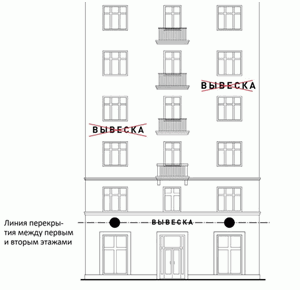 ВЫВЕСКА
ВЫВЕСКА
Линия перекры-
тия между первым
и вторым этажами
ВЫВЕСКА